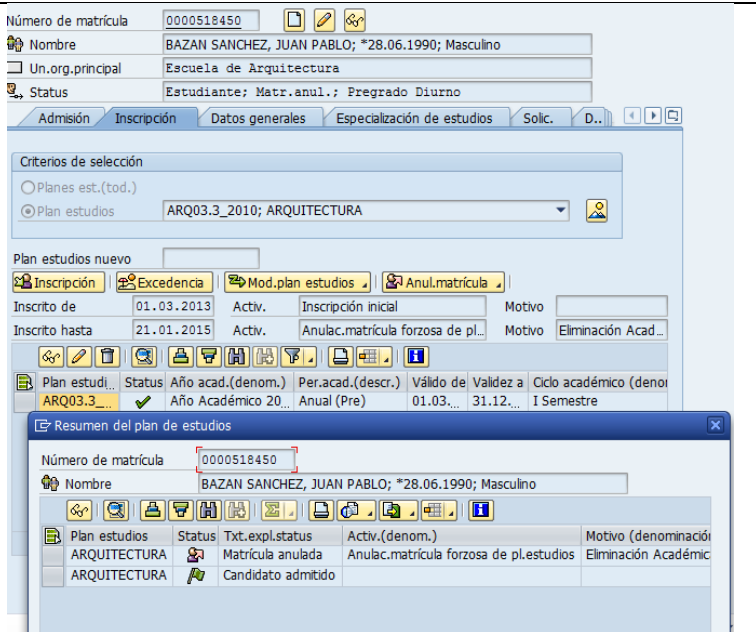 Número de matrícula 0000518450
Nombre BAZAN SANCHEZ, JUAN PABLO; *28.06.1990; Masculino
Un.org.principal Escuela de Arquitectura
Status Estudiante; Matr.anul.; Pregrado Diurno
Admisión Inscripción Datos generales Especialización de estudios Solic. D..
Criterios de selección
Planes est.(tod.)
Plan estudios ARQ03.3_2010; ARQUITECTURA
Plan estudios nuevo
Inscripción Excedencia Mod.plan estudios Anul.matrícula
Inscrito de 01.03.2013 Activ. Inscripción inicial Motivo
Inscrito hasta 21.01.2015 Activ. Anulac.matrícula forzosa de pl... Motivo Eliminación Acad...
Plan estudi... Status Año acad.(denom.) Per.acad.(descr.) Válido de Validez a Ciclo académico (denor
ARQ03.3_... Año Académico 20... Anual (Pre) 01.03.... 31.12.... I Semestre
Resumen del plan de estudios
Número de matrícula 0000518450
Nombre BAZAN SANCHEZ, JUAN PABLO; *28.06.1990; Masculino
Plan estudios Status Txt.expl.status Activ.(denom.) Motivo (denominación
ARQUITECTURA Matrícula anulada Anulac.matrícula forzosa de pl.estudios Eliminación Académic
ARQUITECTURA Candidato admitido